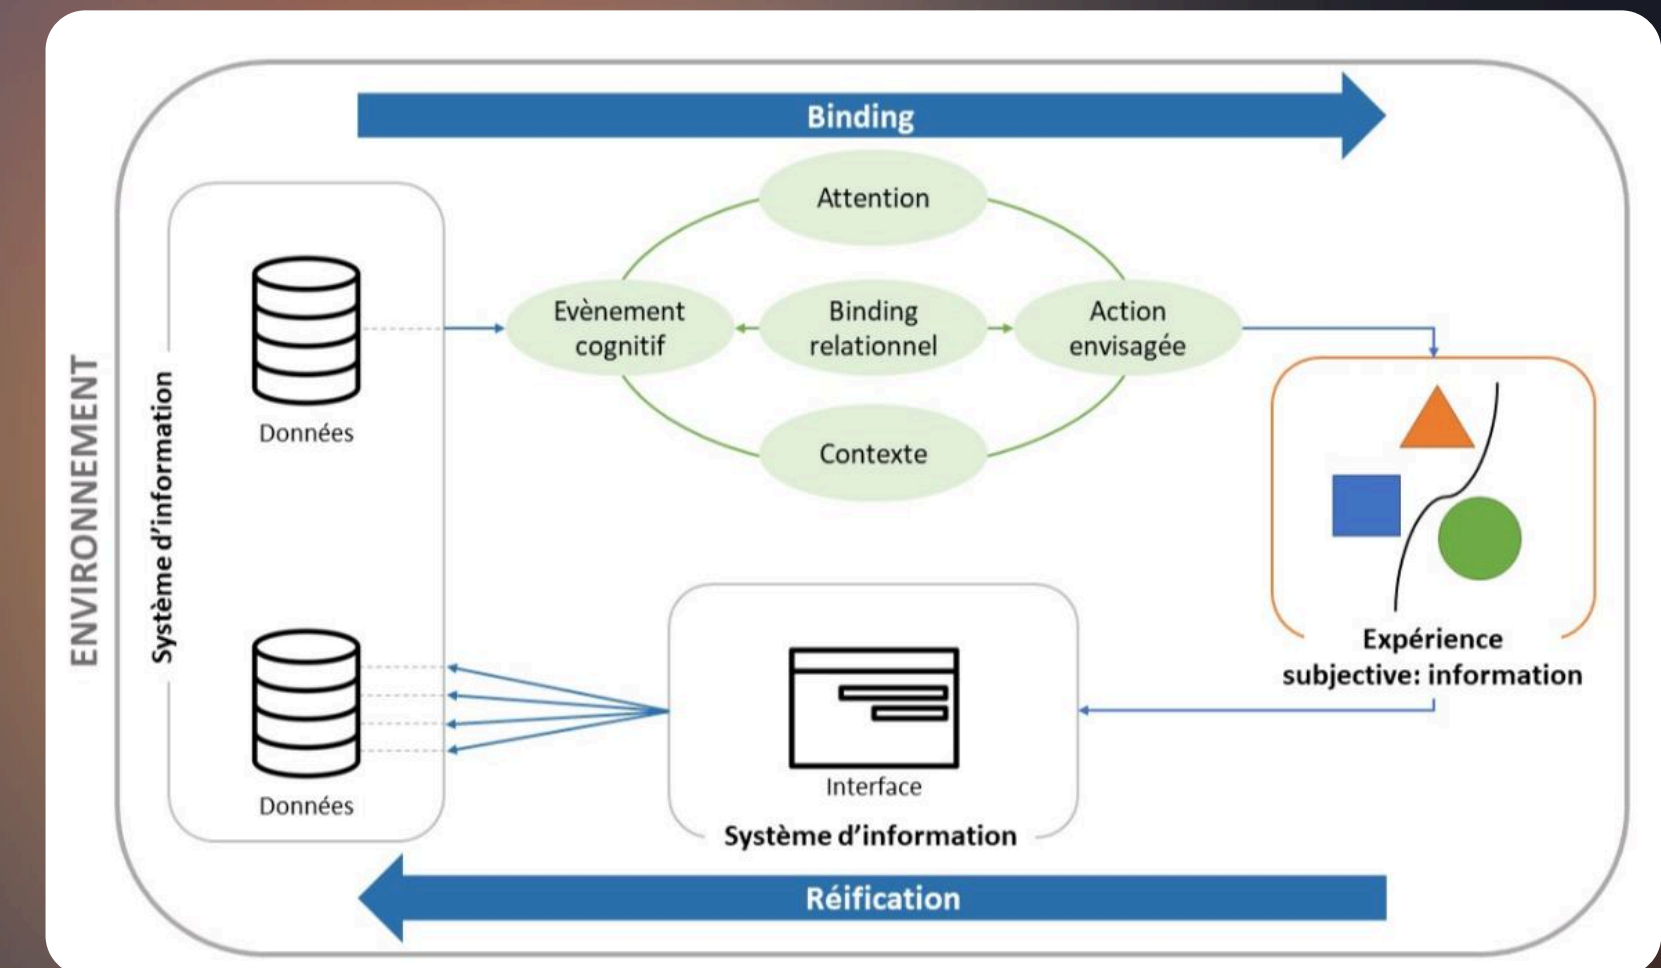 Binding
Attention
Evènement
cognitif
Binding
relationnel
Action
envisagée
Contexte
Données
ENVIRONNEMENT
Système d'information
Expérience
subjective: information
Données
Interface
Système d'information
Réification